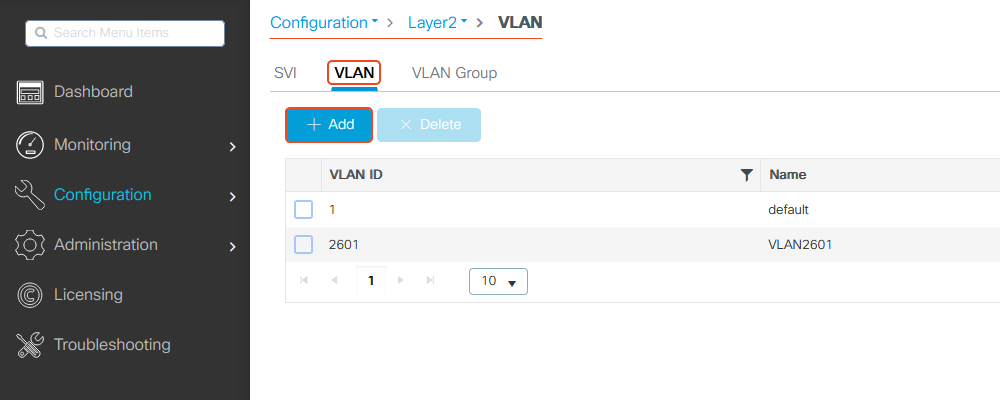 Search Menu Items
Dashboard
Monitoring
Configuration
Administration
Licensing
Troubleshooting
Configuration > Layer2 > VLAN
SVI VLAN VLAN Group
+ Add × Delete
VLAN ID Name
1 default
2601 VLAN2601
1 10